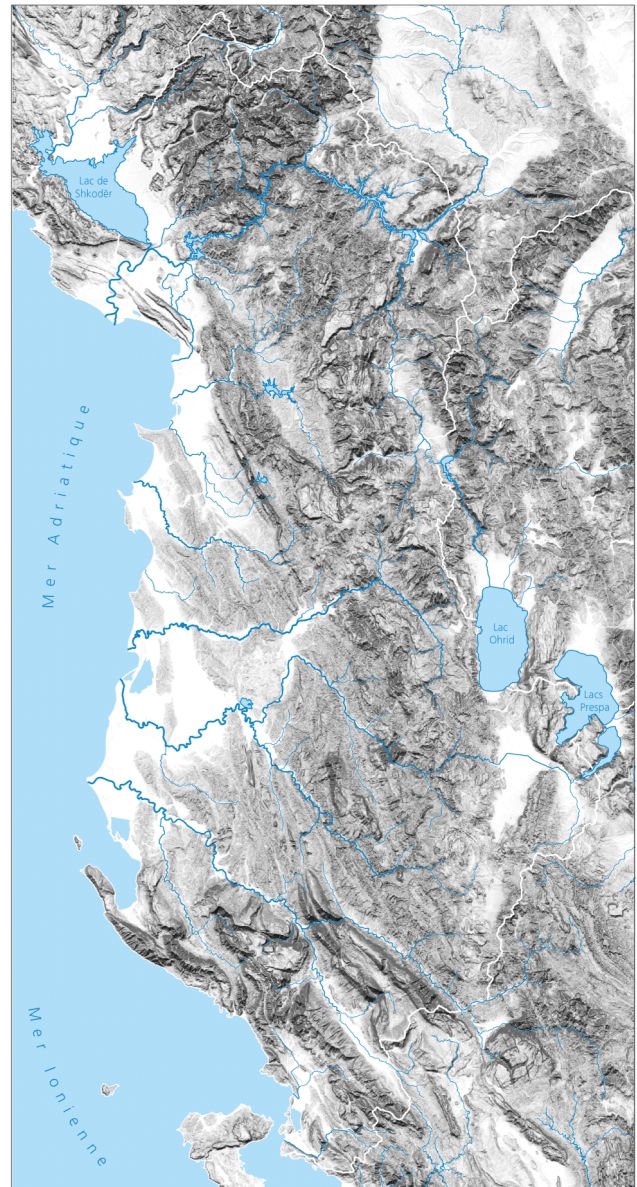 Lac de
Shkodër
Mer Adriatique
Lac
Ohrid
Lacs
Prespa
Mer Ionienne